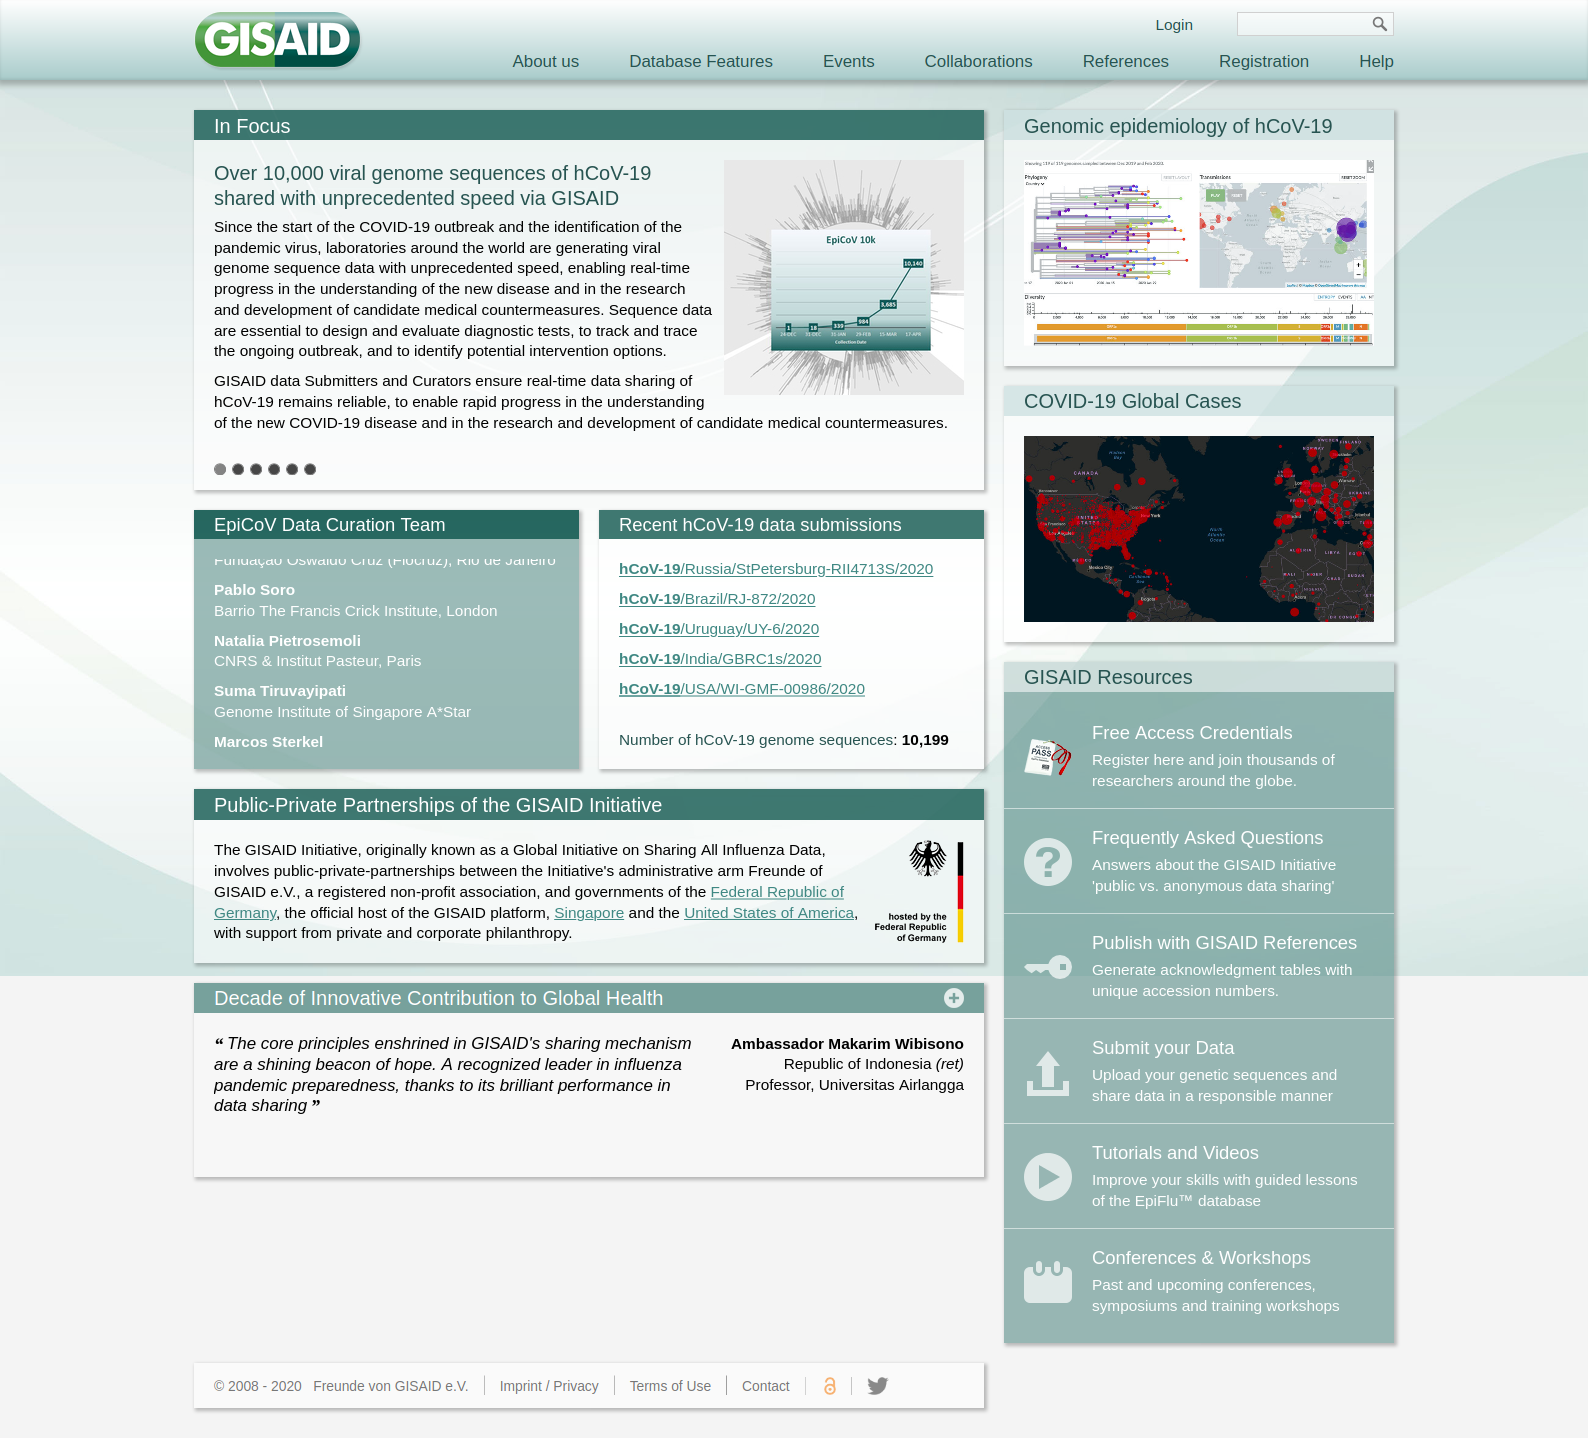 GISAID
Login
About us
Database Features
Events
Collaborations
References
Registration
Help
In Focus
Over 10,000 viral genome sequences of hCoV-19
shared with unprecedented speed via GISAID
Since the start of the COVID-19 outbreak and the identification of the
pandemic virus, laboratories around the world are generating viral
genome sequence data with unprecedented speed, enabling real-time
progress in the understanding of the new disease and in the research
and development of candidate medical countermeasures. Sequence data
are essential to design and evaluate diagnostic tests, to track and trace
the ongoing outbreak, and to identify potential intervention options.
GISAID data Submitters and Curators ensure real-time data sharing of
hCoV-19 remains reliable, to enable rapid progress in the understanding
of the new COVID-19 disease and in the research and development of candidate medical countermeasures.
EpiCoV 10k
10,140
3,685
884
339
18
1
Collection Date
EpiCoV Data Curation Team
Fundação Oswaldo Cruz (Fiocruz), Rio de Janeiro
Pablo Soro
Barrio The Francis Crick Institute, London
Natalia Pietrosemoli
CNRS & Institut Pasteur, Paris
Suma Tiruvayipati
Genome Institute of Singapore A*Star
Marcos Sterkel
Recent hCoV-19 data submissions
hCoV-19/Russia/StPetersburg-RII4713S/2020
hCoV-19/Brazil/RJ-872/2020
hCoV-19/Uruguay/UY-6/2020
hCoV-19/India/GBRC1s/2020
hCoV-19/USA/WI-GMF-00986/2020
Number of hCoV-19 genome sequences: 10,199
Public-Private Partnerships of the GISAID Initiative
The GISAID Initiative, originally known as a Global Initiative on Sharing All Influenza Data,
involves public-private-partnerships between the Initiative's administrative arm Freunde of
GISAID e.V., a registered non-profit association, and governments of the Federal Republic of
Germany, the official host of the GISAID platform, Singapore and the United States of America,
with support from private and corporate philanthropy.
hosted by the
Federal Republic
of Germany
Decade of Innovative Contribution to Global Health
❝ The core principles enshrined in GISAID's sharing mechanism
are a shining beacon of hope. A recognized leader in influenza
pandemic preparedness, thanks to its brilliant performance in
data sharing ❞
Ambassador Makarim Wibisono
Republic of Indonesia (ret)
Professor, Universitas Airlangga
Genomic epidemiology of hCoV-19
Phylogeny
Transmissions
Diversity
COVID-19 Global Cases
CANADA
UNITED STATES
North Atlantic Ocean
GISAID Resources
ACCESS
PASS
Free Access Credentials
Register here and join thousands of
researchers around the globe.
Frequently Asked Questions
Answers about the GISAID Initiative
'public vs. anonymous data sharing'
Publish with GISAID References
Generate acknowledgment tables with
unique accession numbers.
Submit your Data
Upload your genetic sequences and
share data in a responsible manner
Tutorials and Videos
Improve your skills with guided lessons
of the EpiFlu™ database
Conferences & Workshops
Past and upcoming conferences,
symposiums and training workshops
© 2008 - 2020 Freunde von GISAID e.V.
Imprint / Privacy
Terms of Use
Contact